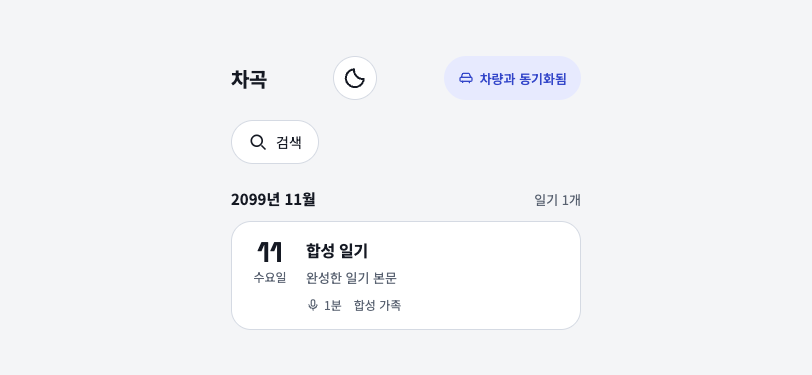 차곡
차량과 동기화됨
검색
2099년 11월
일기 1개
11
수요일
합성 일기
완성한 일기 본문
1분 합성 가족